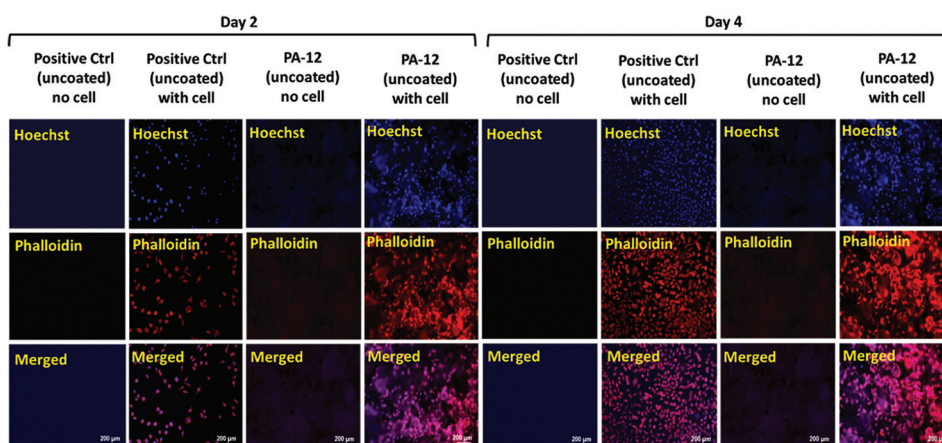 Day 2
Day 4
Positive Ctrl
(uncoated)
no cell
Positive Ctrl
(uncoated)
with cell
PA-12
(uncoated)
no cell
PA-12
(uncoated)
with cell
Positive Ctrl
(uncoated)
no cell
Positive Ctrl
(uncoated)
with cell
PA-12
(uncoated)
no cell
PA-12
(uncoated)
with cell
Hoechst Hoechst Hoechst Hoechst Hoechst Hoechst Hoechst Hoechst
Phalloidin Phalloidin Phalloidin Phalloidin Phalloidin Phalloidin Phalloidin Phalloidin
Merged Merged Merged Merged Merged Merged Merged Merged
200 µm 200 µm 200 µm 200 µm 200 µm 200 µm 200 µm 200 µm